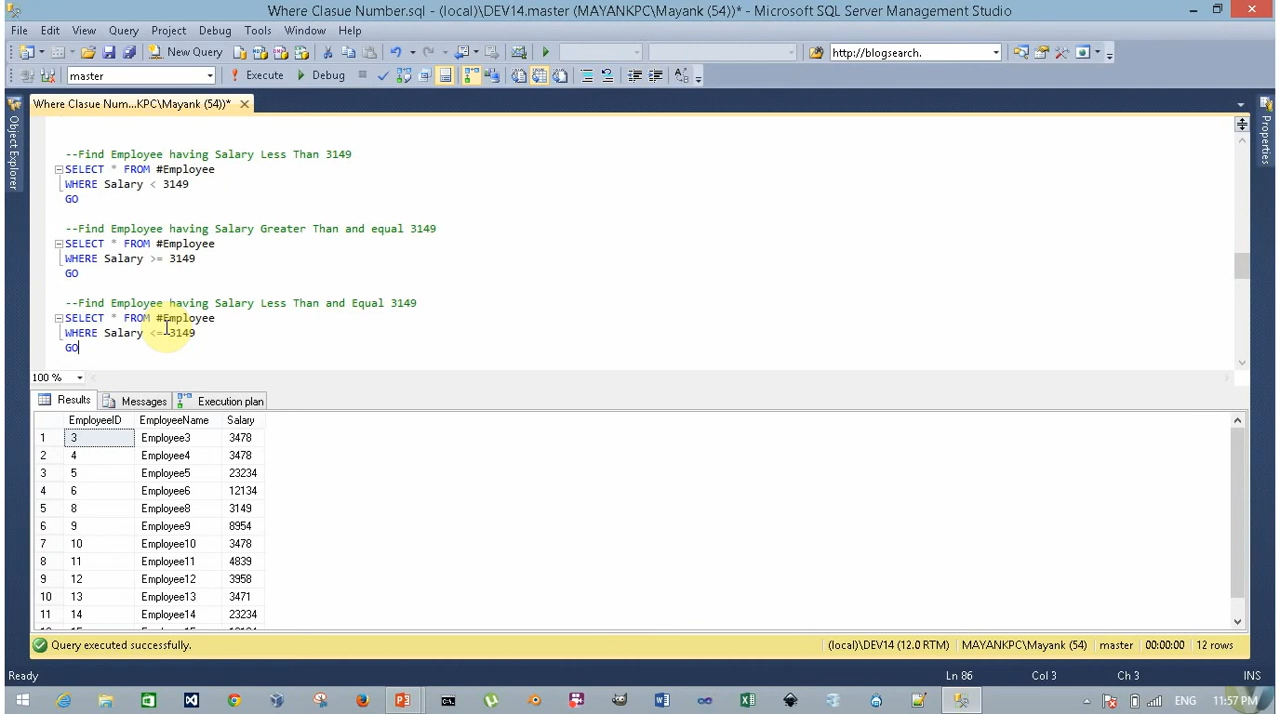 Where Clasue Number.sql - (local)\DEV14.master (MAYANKPC\Mayank (54))* - Microsoft SQL Server Management Studio
File Edit View Query Project Debug Tools Window Help
New Query http://blogsearch.
master Execute Debug
Where Clasue Num...KPC\Mayank (54))*
Object Explorer
Properties
--Find Employee having Salary Less Than 3149
SELECT * FROM #Employee
WHERE Salary < 3149
GO
--Find Employee having Salary Greater Than and equal 3149
SELECT * FROM #Employee
WHERE Salary >= 3149
GO
--Find Employee having Salary Less Than and Equal 3149
SELECT * FROM #Employee
WHERE Salary <= 3149
GO
100 %
Results Messages Execution plan
EmployeeID EmployeeName Salary
1 3 Employee3 3478
2 4 Employee4 3478
3 5 Employee5 23234
4 6 Employee6 12134
5 8 Employee8 3149
6 9 Employee9 8954
7 10 Employee10 3478
8 11 Employee11 4839
9 12 Employee12 3958
10 13 Employee13 3471
11 14 Employee14 23234
Query executed successfully. (local)\DEV14 (12.0 RTM) MAYANKPC\Mayank (54) master 00:00:00 12 rows
Ready Ln 86 Col 3 Ch 3 INS
ENG 11:57 PM